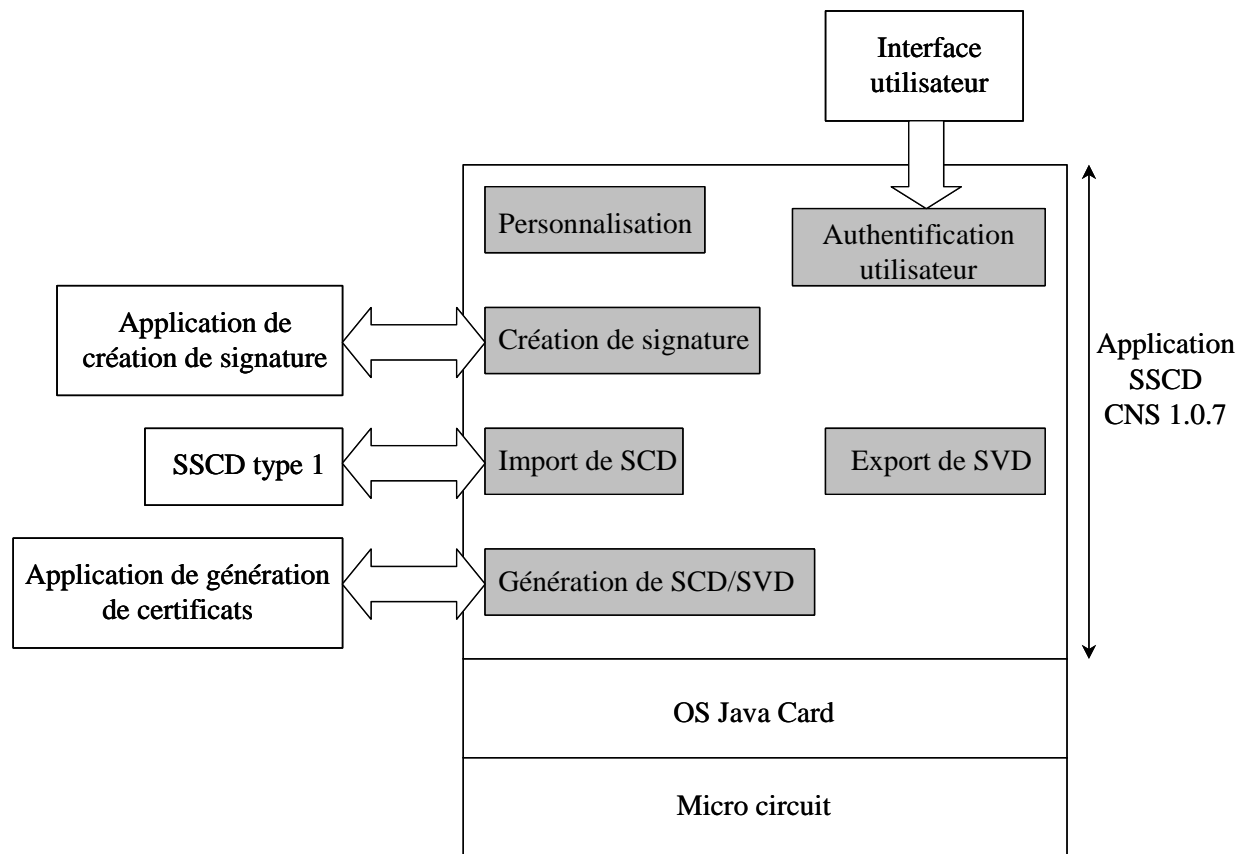 Interface
utilisateur
Personnalisation
Authentification
utilisateur
Application de
création de signature
Création de signature
Application
SSCD
CNS 1.0.7
SSCD type 1
Import de SCD
Export de SVD
Application de génération
de certificats
Génération de SCD/SVD
OS Java Card
Micro circuit